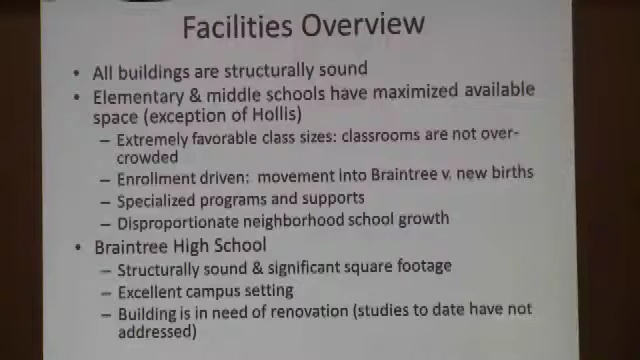 Facilities Overview
• All buildings are structurally sound
• Elementary & middle schools have maximized available
space (exception of Hollis)
– Extremely favorable class sizes: classrooms are not over-
crowded
– Enrollment driven: movement into Braintree v. new births
– Specialized programs and supports
– Disproportionate neighborhood school growth
• Braintree High School
– Structurally sound & significant square footage
– Excellent campus setting
– Building is in need of renovation (studies to date have not
addressed)